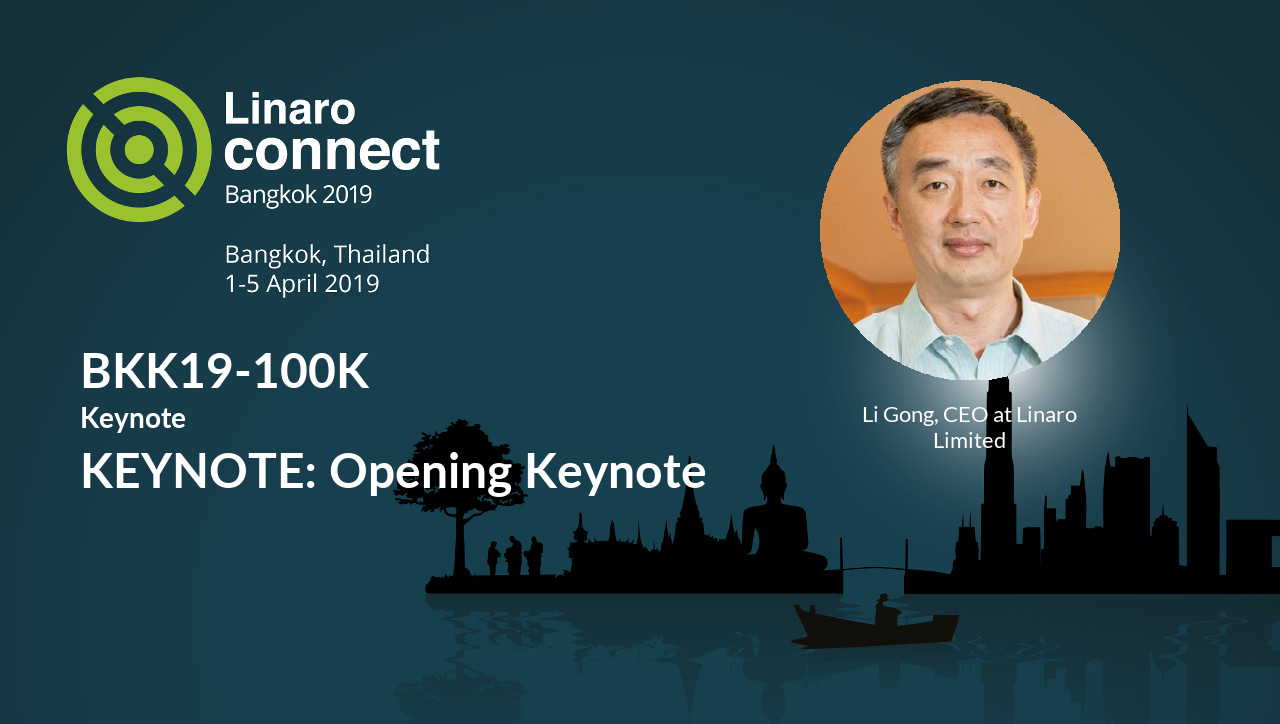 Linaro
connect
Bangkok 2019
Bangkok, Thailand
1-5 April 2019
BKK19-100K
Keynote
KEYNOTE: Opening Keynote
Li Gong, CEO at Linaro
Limited